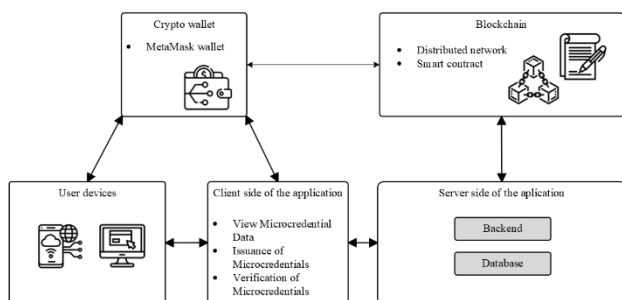 Crypto wallet
• MetaMask wallet
Blockchain
• Distributed network
• Smart contract
User devices
Client side of the application
• View Microcredential
Data
• Issuance of
Microcredentials
• Verification of
Microcredentials
Server side of the aplication
Backend
Database